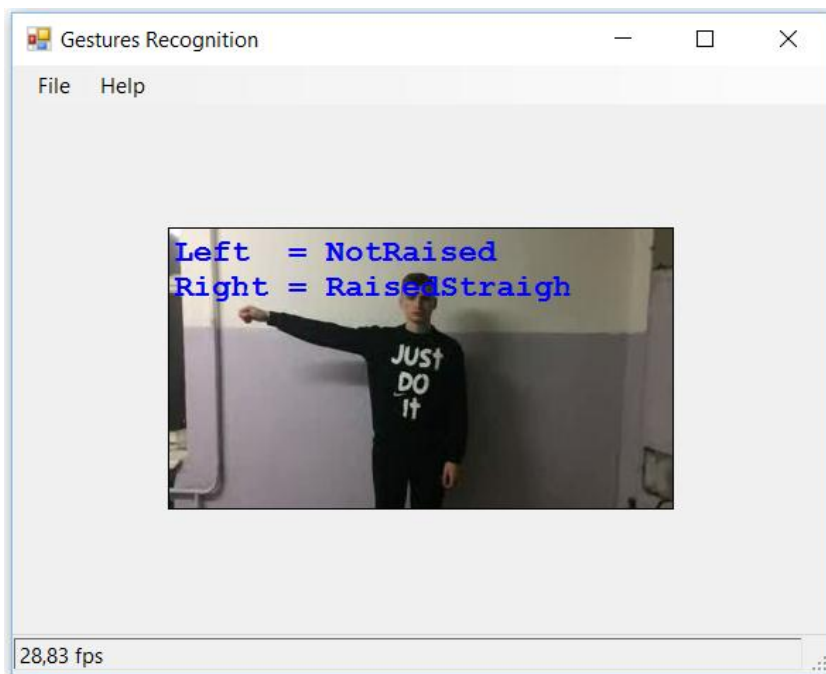 Gestures Recognition
File Help
Left = NotRaised
Right = RaisedStraigh
JUST
DO
IT
28,83 fps